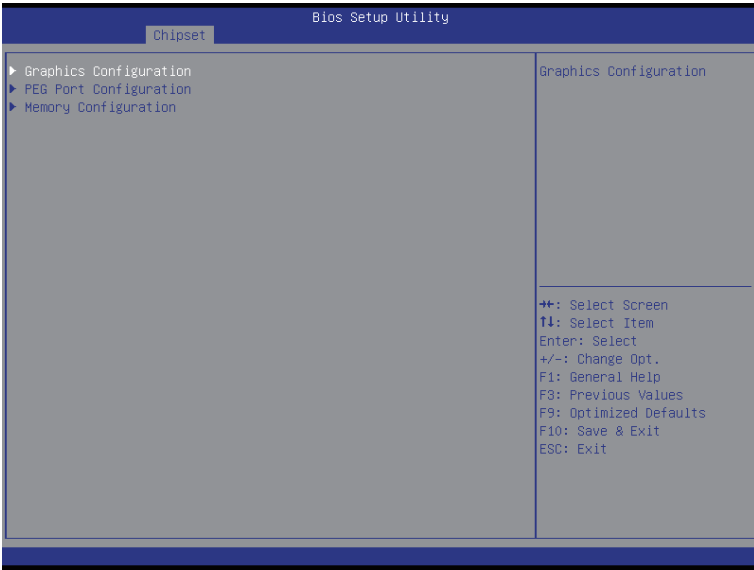 Bios Setup Utility
Chipset
Graphics Configuration
PEG Port Configuration
Memory Configuration
Graphics Configuration
→←: Select Screen
↑↓: Select Item
Enter: Select
+/-: Change Opt.
F1: General Help
F3: Previous Values
F9: Optimized Defaults
F10: Save & Exit
ESC: Exit